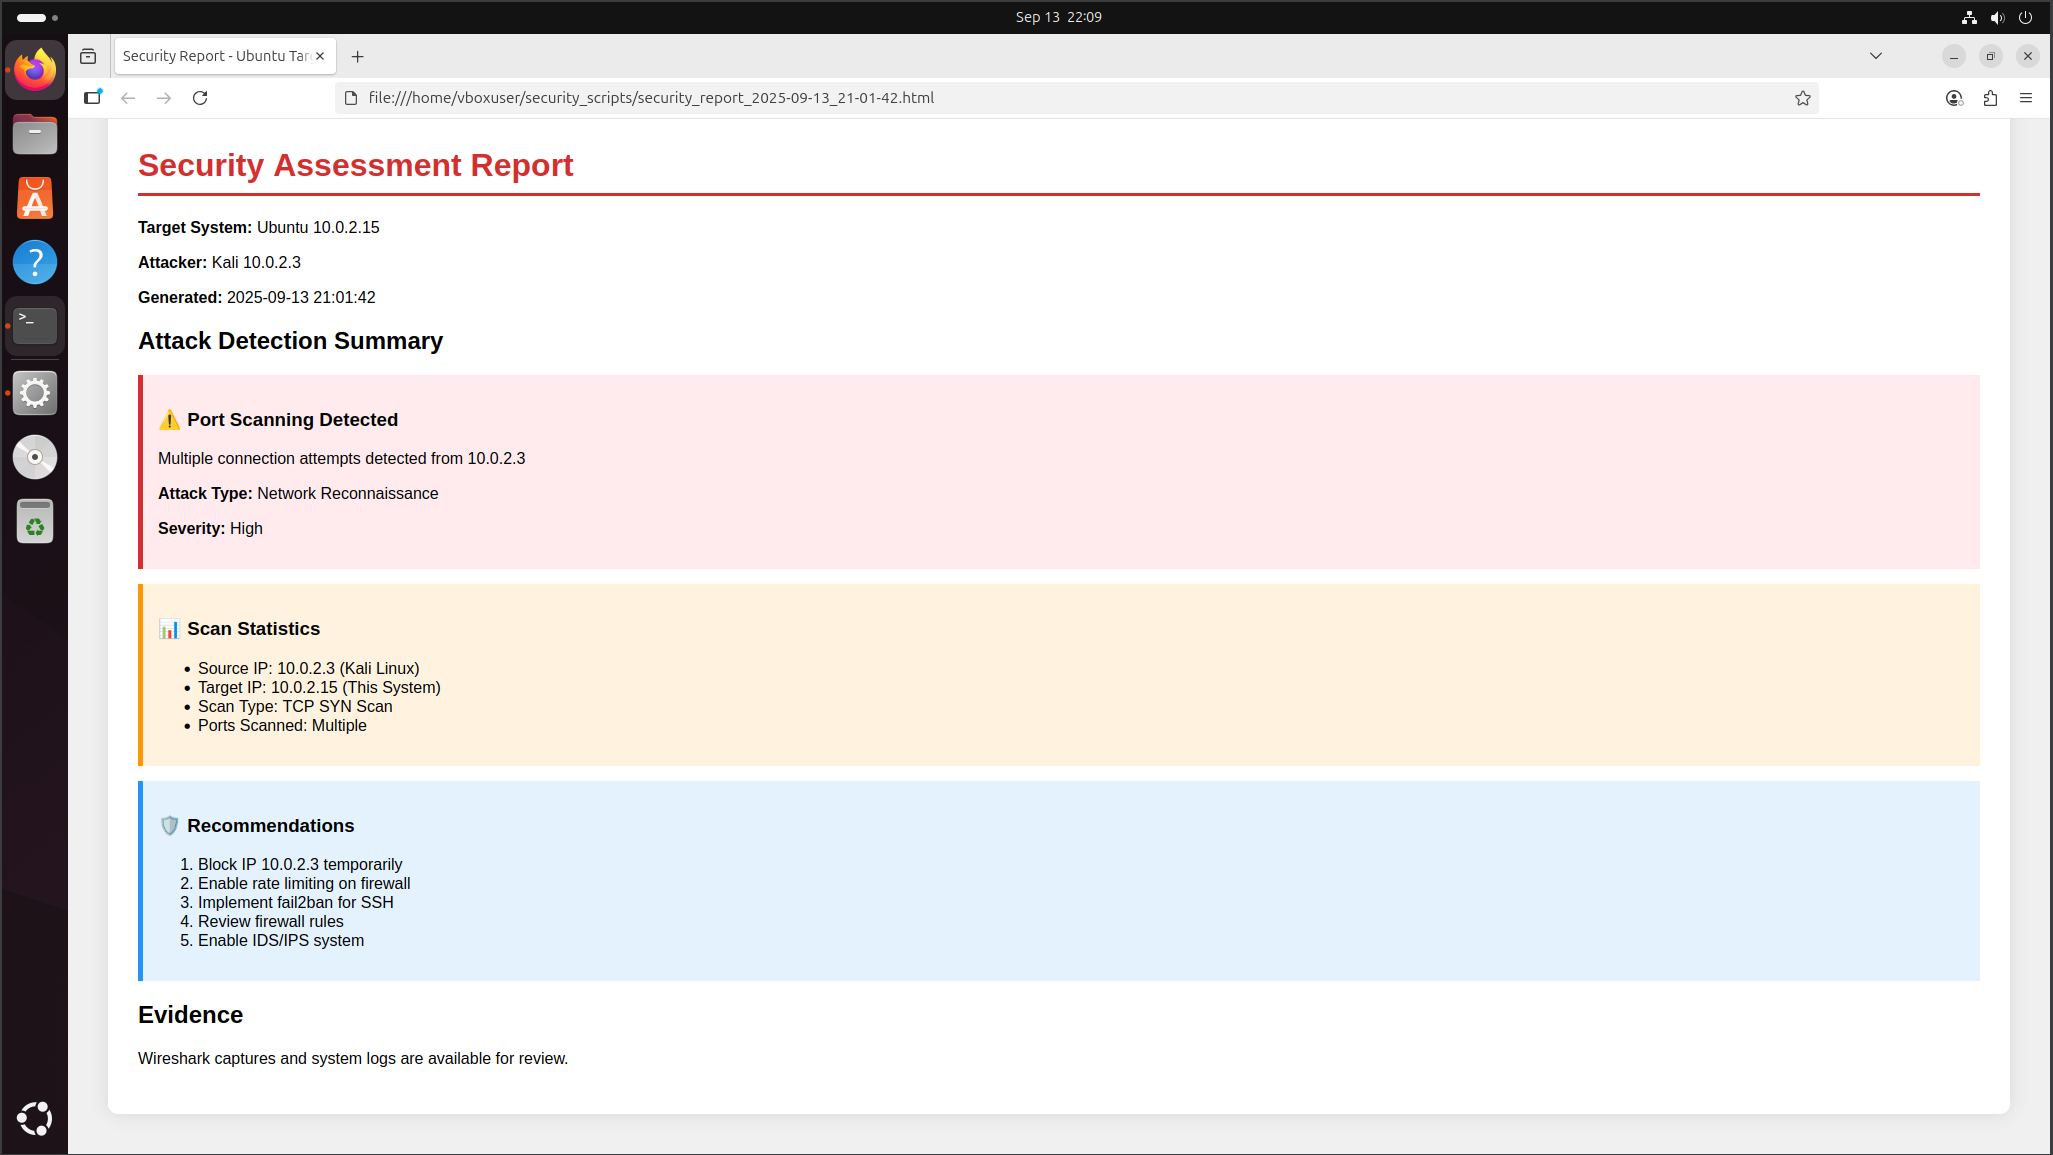 Sep 13 22:09
Security Report - Ubuntu Tar
file:///home/vboxuser/security_scripts/security_report_2025-09-13_21-01-42.html
Security Assessment Report
Target System: Ubuntu 10.0.2.15
Attacker: Kali 10.0.2.3
Generated: 2025-09-13 21:01:42
Attack Detection Summary
⚠️ Port Scanning Detected
Multiple connection attempts detected from 10.0.2.3
Attack Type: Network Reconnaissance
Severity: High
📊 Scan Statistics
• Source IP: 10.0.2.3 (Kali Linux)
• Target IP: 10.0.2.15 (This System)
• Scan Type: TCP SYN Scan
• Ports Scanned: Multiple
🛡️ Recommendations
1. Block IP 10.0.2.3 temporarily
2. Enable rate limiting on firewall
3. Implement fail2ban for SSH
4. Review firewall rules
5. Enable IDS/IPS system
Evidence
Wireshark captures and system logs are available for review.